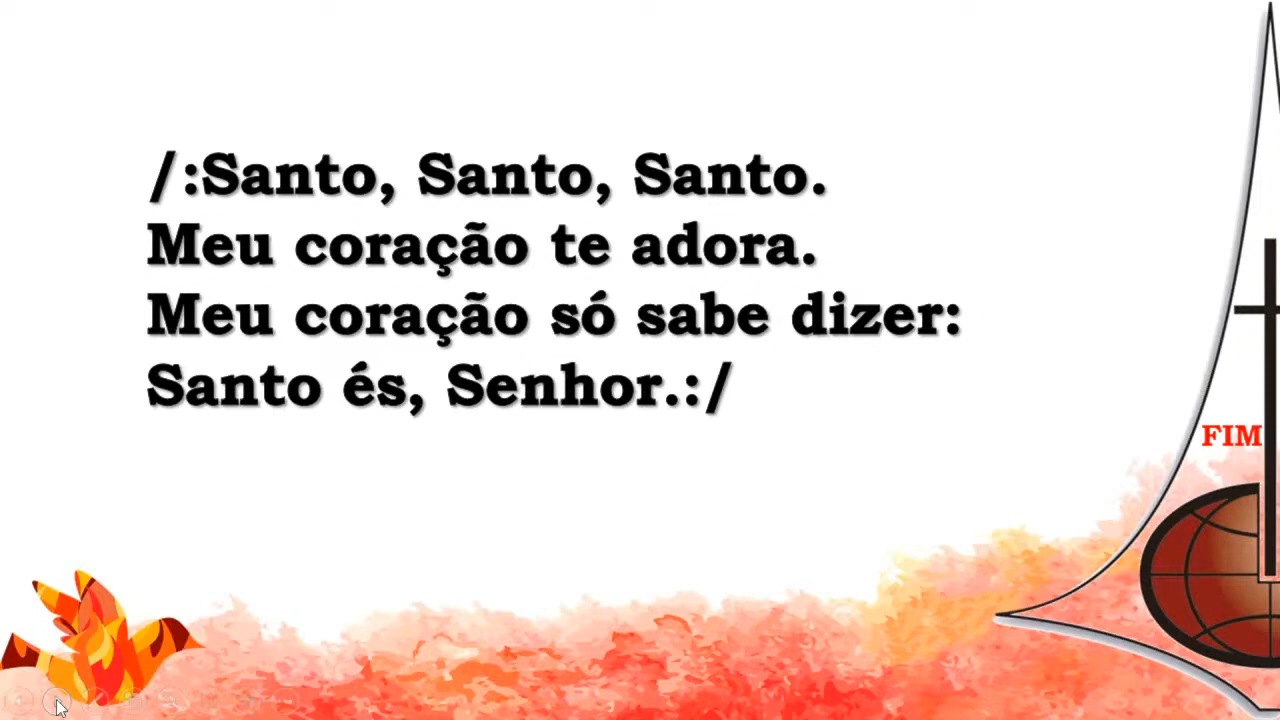 /:Santo, Santo, Santo.
Meu coração te adora.
Meu coração só sabe dizer:
Santo és, Senhor.:/
FIM